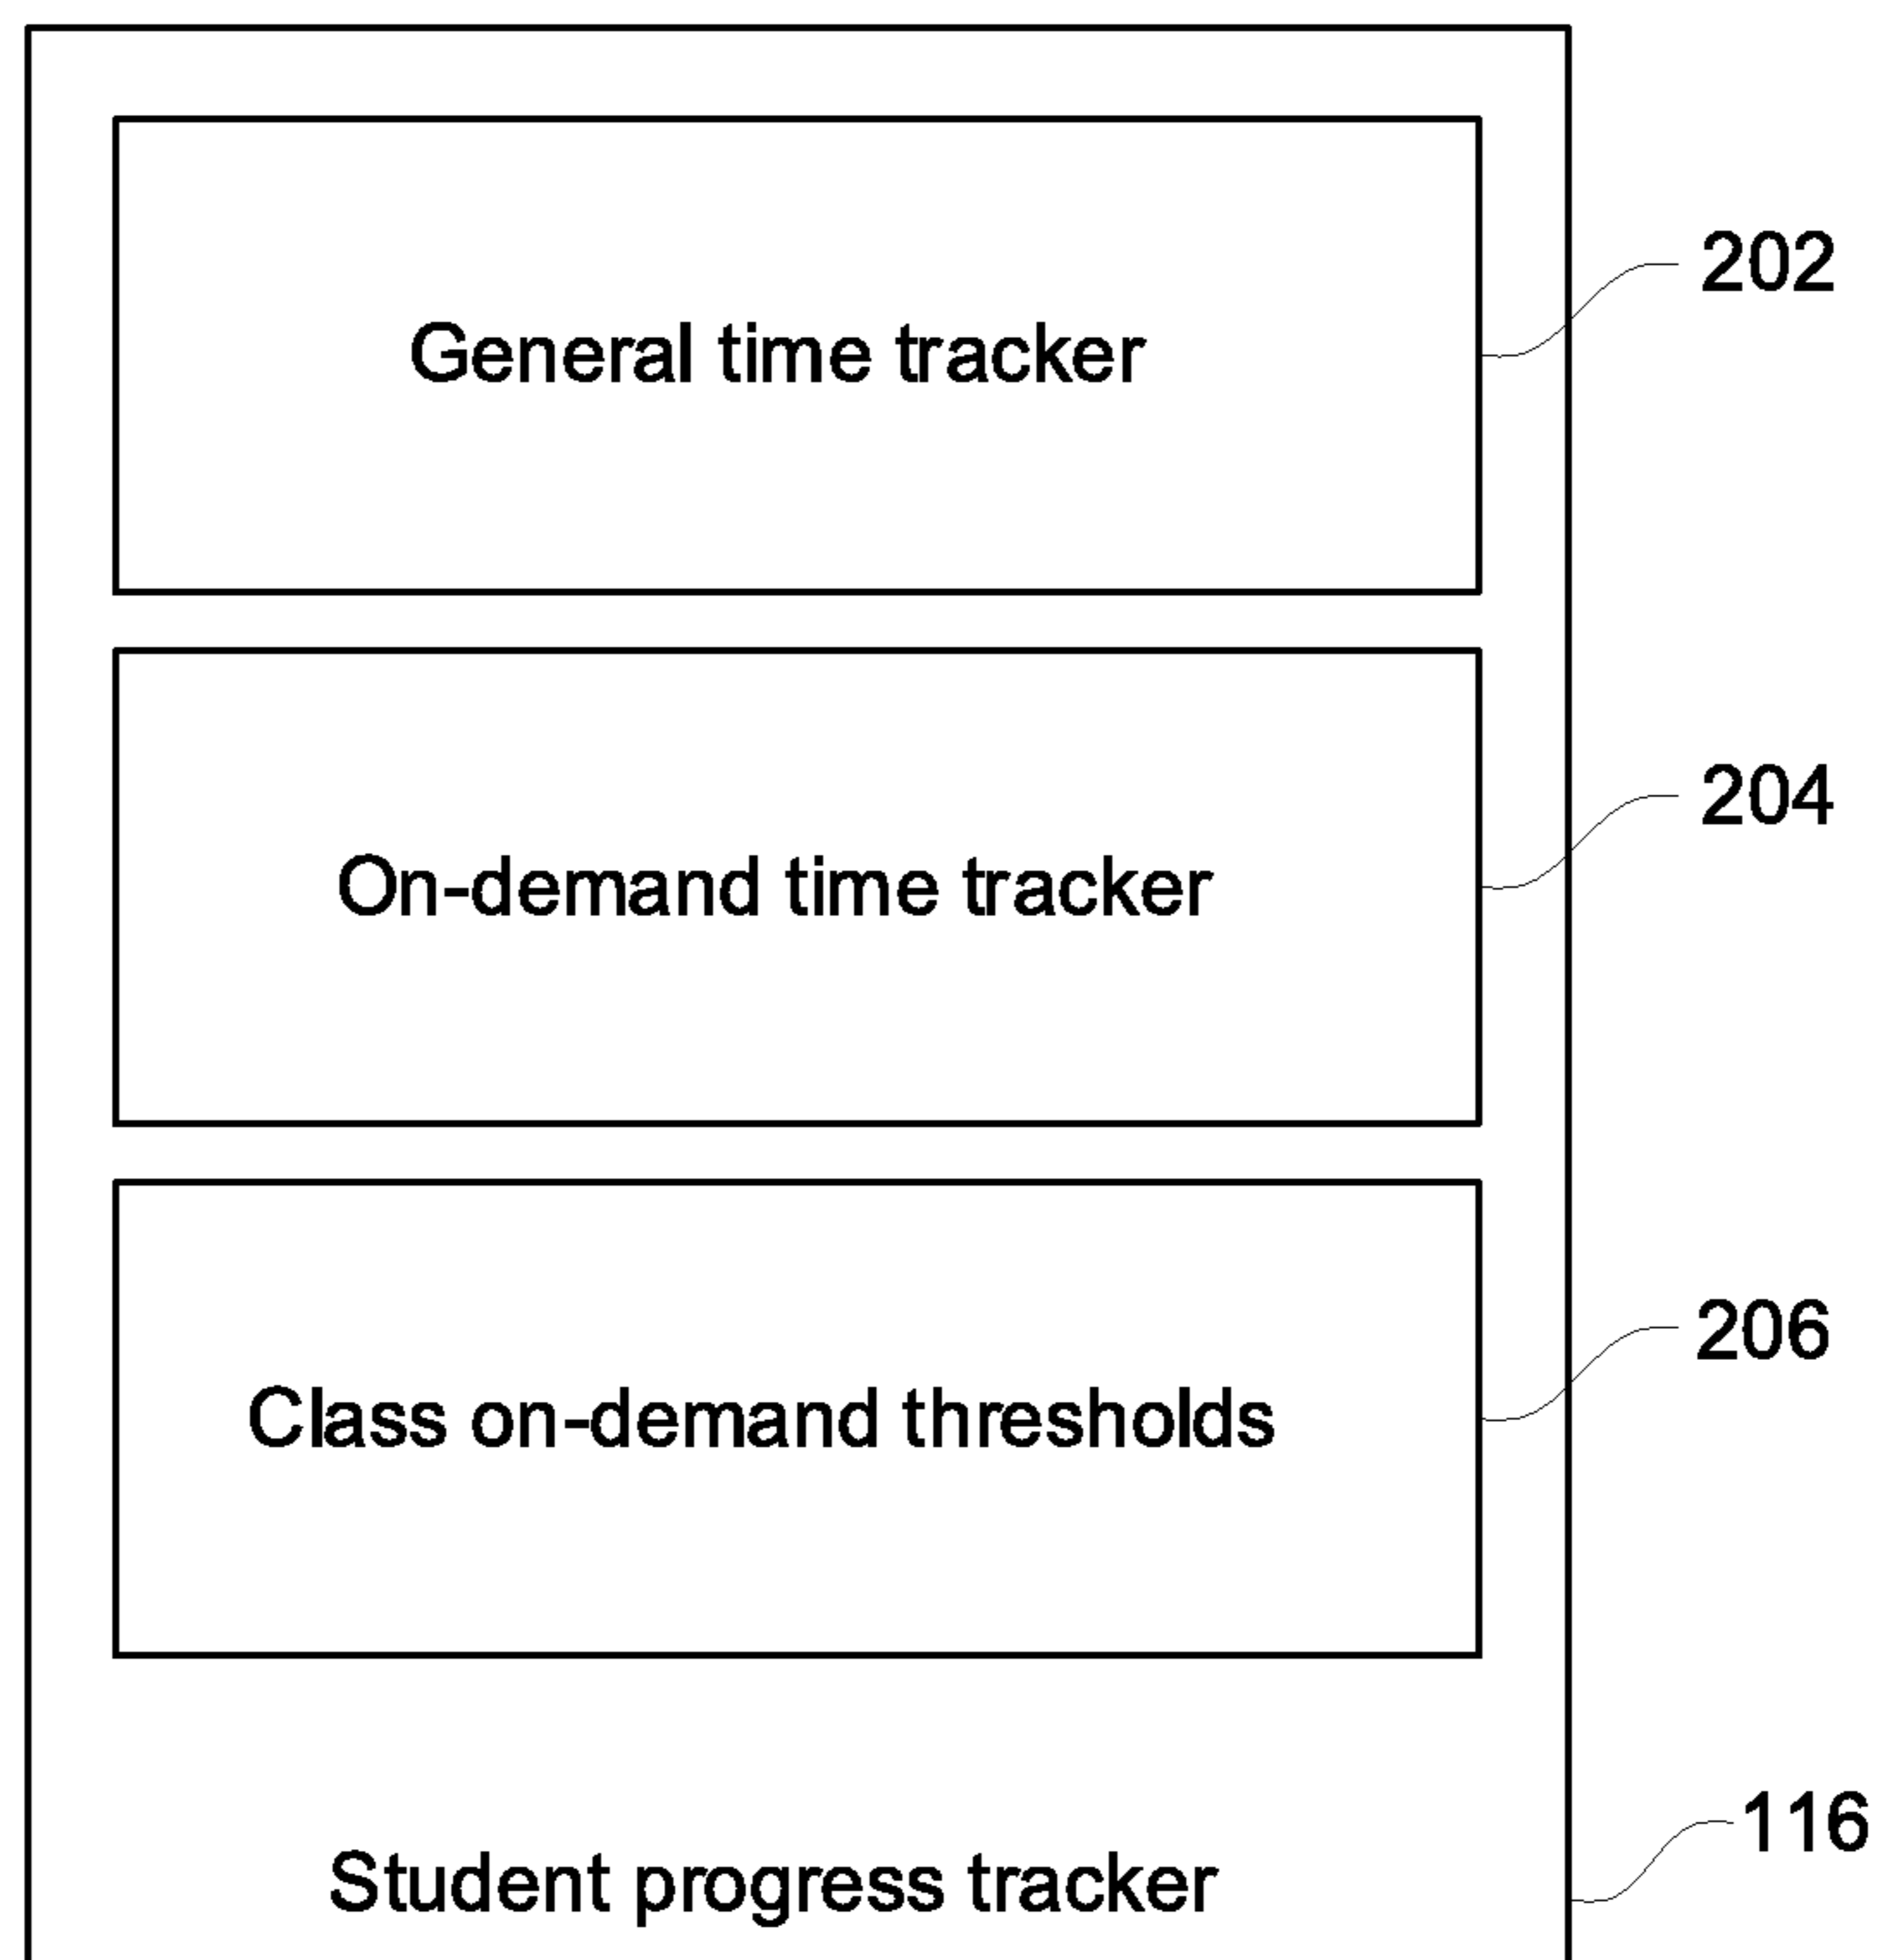 General time tracker
202
On-demand time tracker
204
Class on-demand thresholds
206
Student progress tracker
116